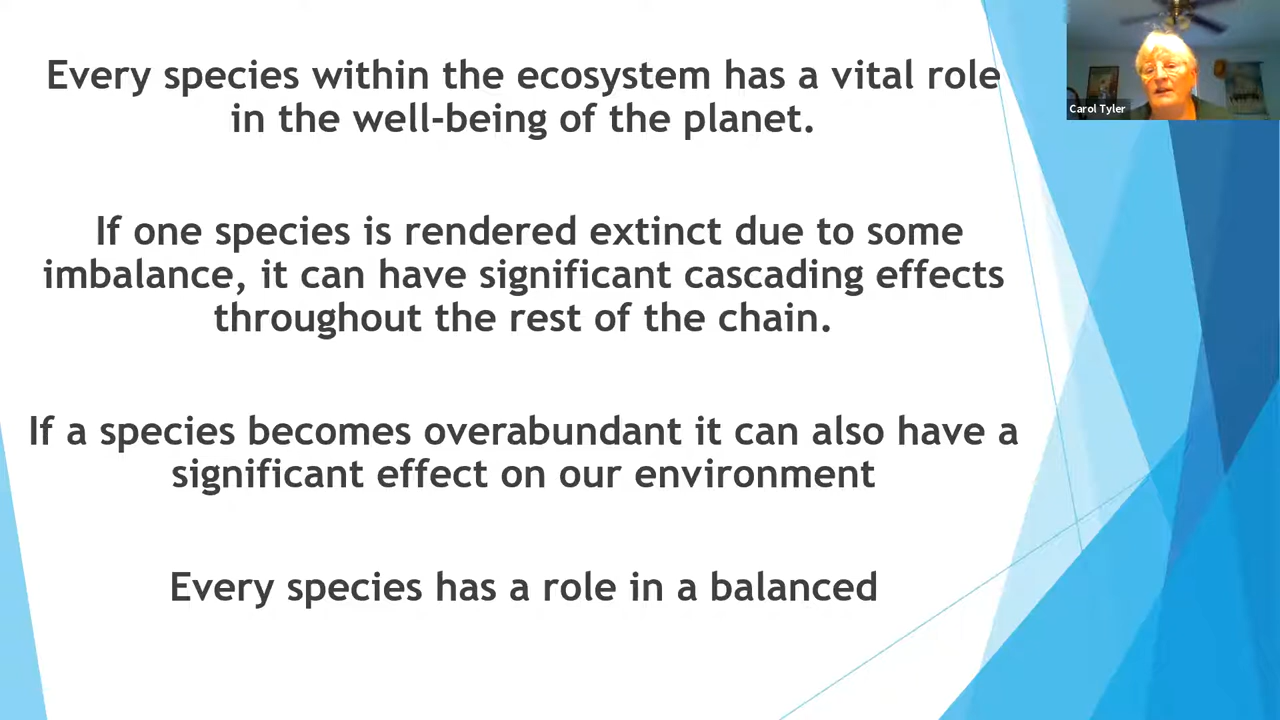 Every species within the ecosystem has a vital role
in the well-being of the planet.
If one species is rendered extinct due to some
imbalance, it can have significant cascading effects
throughout the rest of the chain.
If a species becomes overabundant it can also have a
significant effect on our environment
Every species has a role in a balanced
Carol Tyler